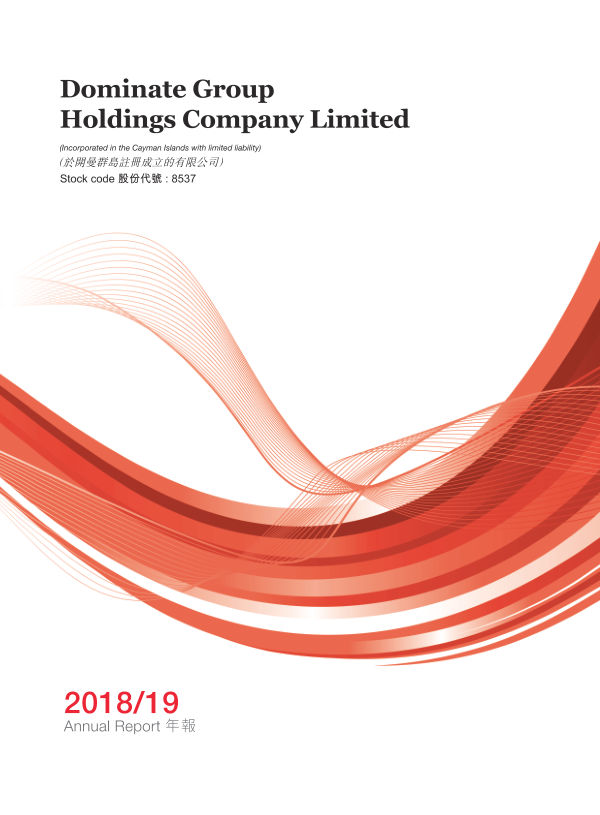 Dominate Group
Holdings Company Limited
(Incorporated in the Cayman Islands with limited liability)
(於開曼群島註冊成立的有限公司)
Stock code 股份代號 : 8537
2018/19
Annual Report 年報